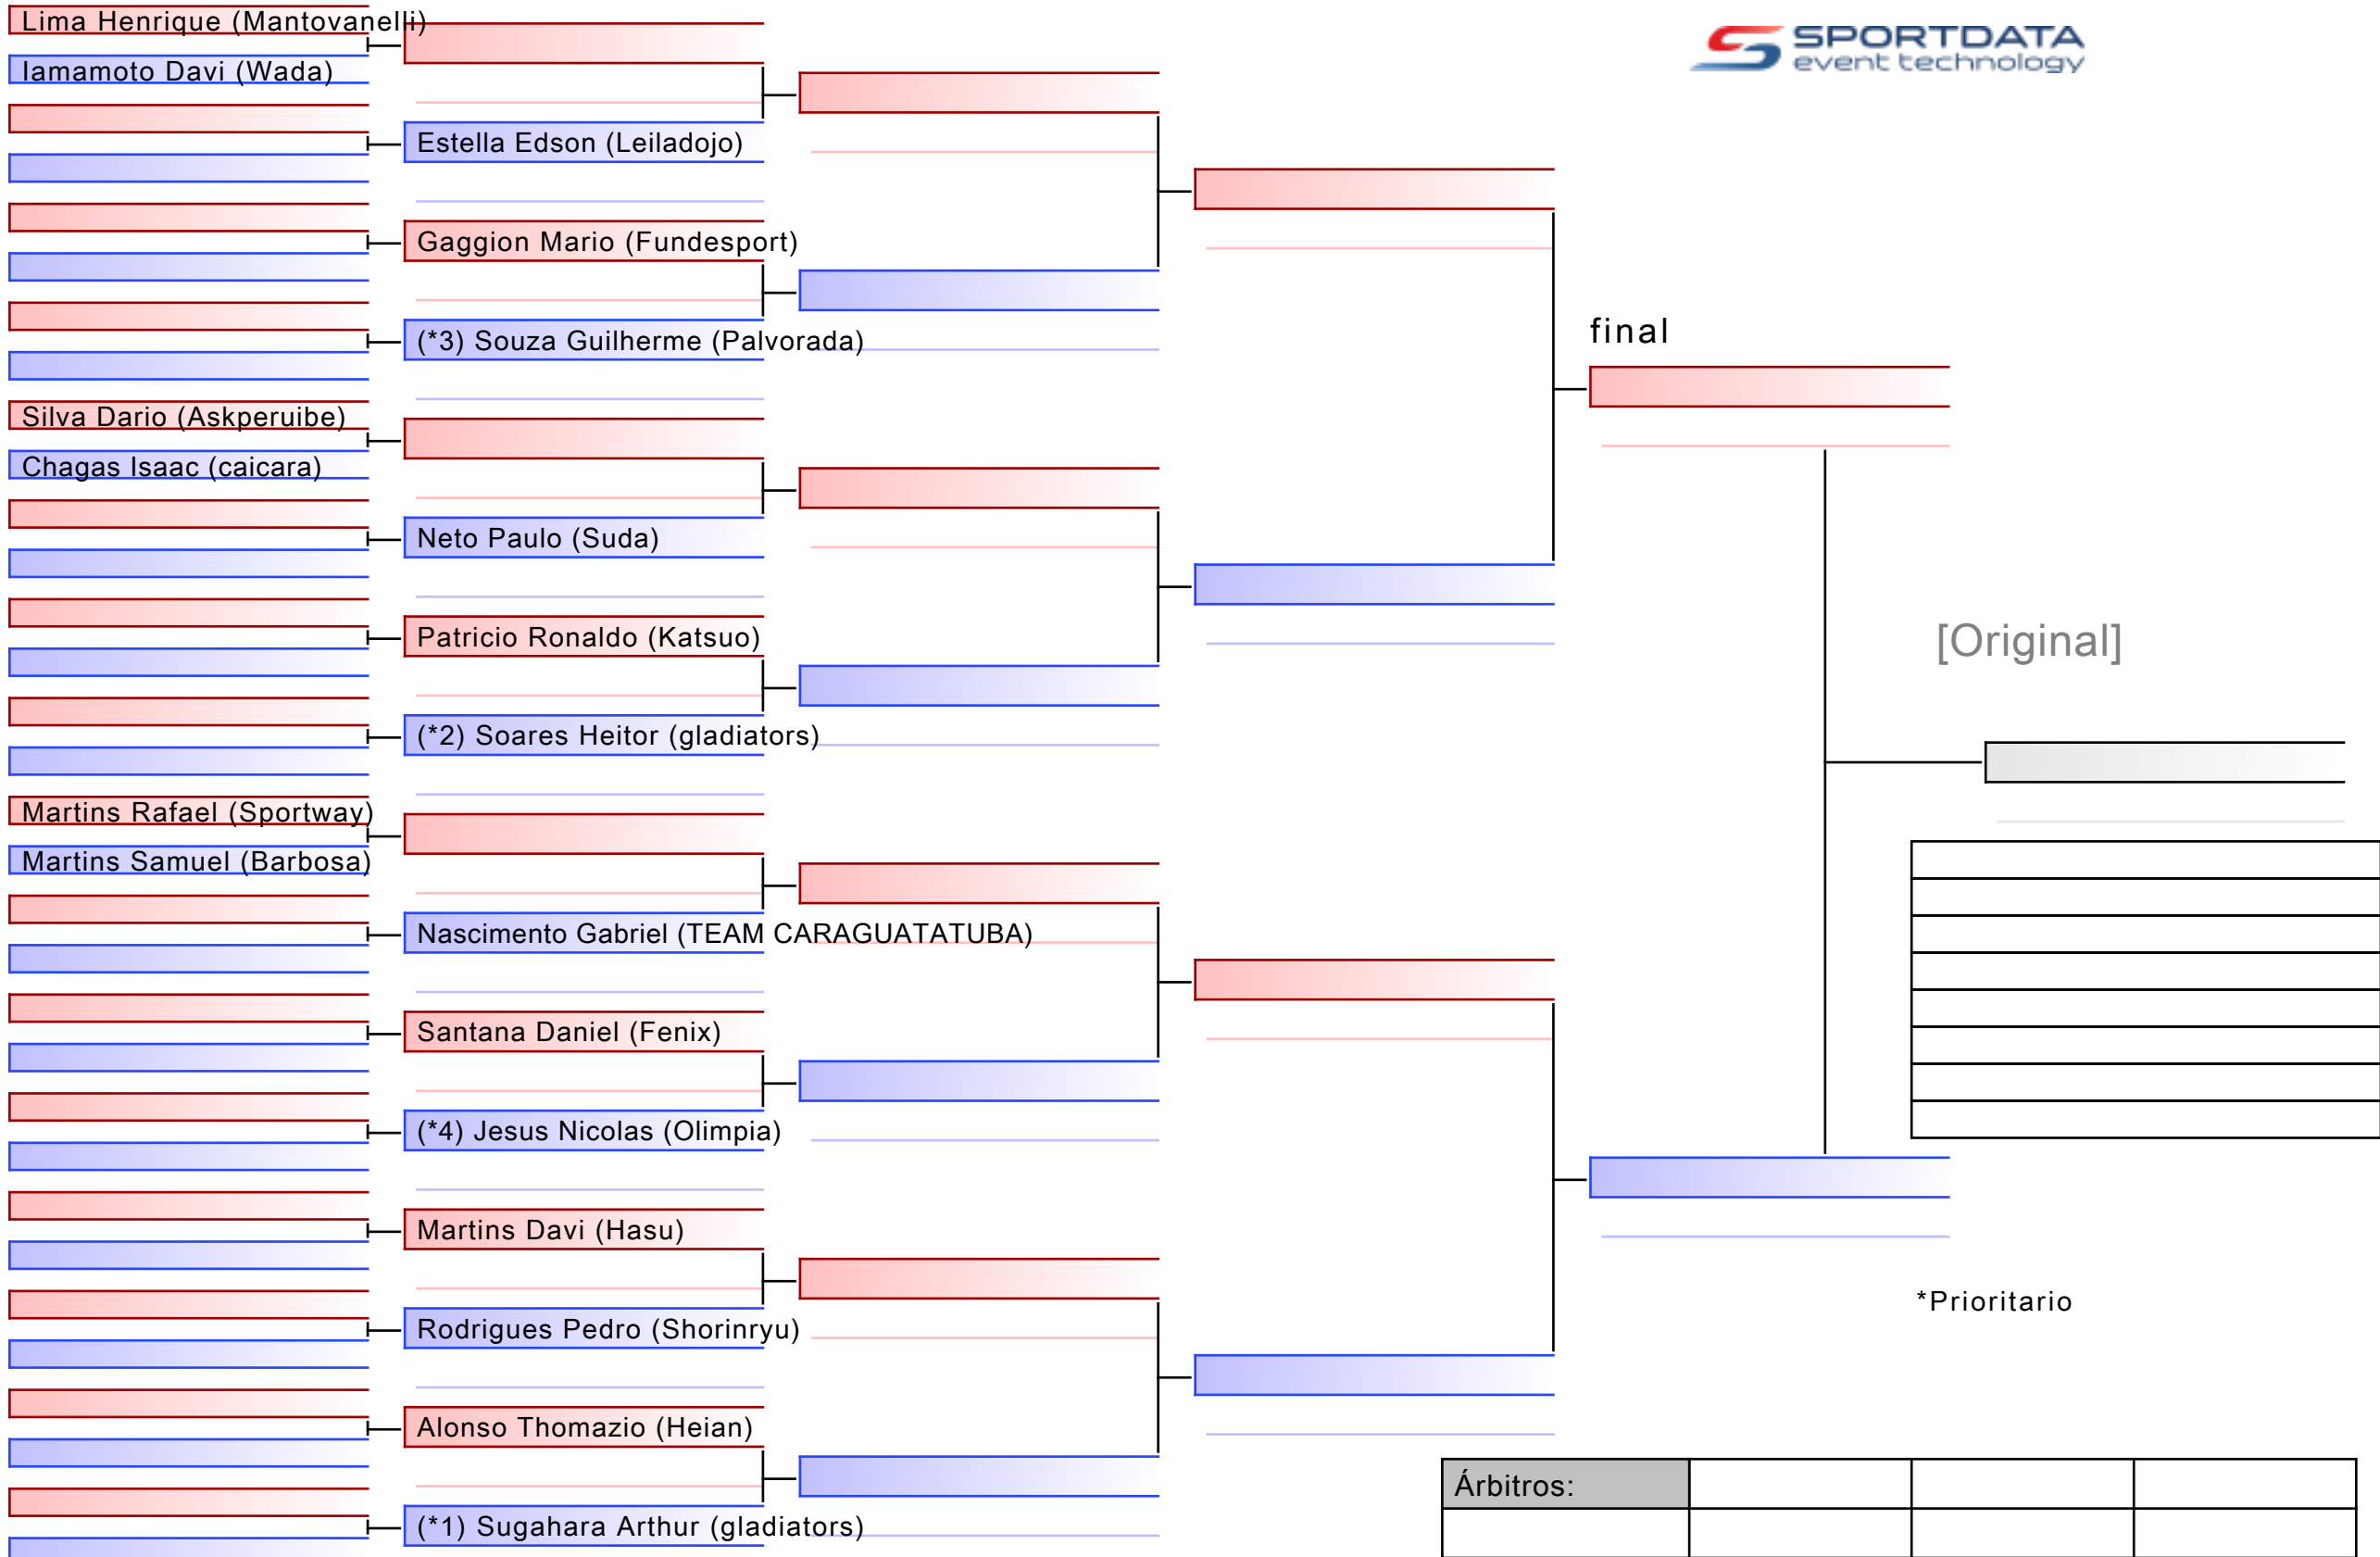 Lima Henrique (Mantovanelli)
Iamamoto Davi (Wada)
Estella Edson (Leiladojo)
Gaggion Mario (Fundesport)
(*3) Souza Guilherme (Palvorada)
Silva Dario (Askperuibe)
Chagas Isaac (caicara)
Neto Paulo (Suda)
Patricio Ronaldo (Katsuo)
(*2) Soares Heitor (gladiators)
Martins Rafael (Sportway)
Martins Samuel (Barbosa)
Nascimento Gabriel (TEAM CARAGUATATUBA)
Santana Daniel (Fenix)
(*4) Jesus Nicolas (Olimpia)
Martins Davi (Hasu)
Rodrigues Pedro (Shorinryu)
Alonso Thomazio (Heian)
(*1) Sugahara Arthur (gladiators)
SPORTDATA
event technology
final
[Original]
*Prioritario
Árbitros: